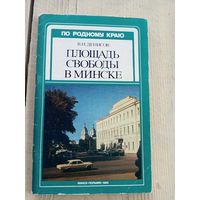 ПО РОДНОМУ КРАЮ
В.Н.ДЕНИСОВ
ПЛОЩАДЬ
СВОБОДЫ
В МИНСКЕ